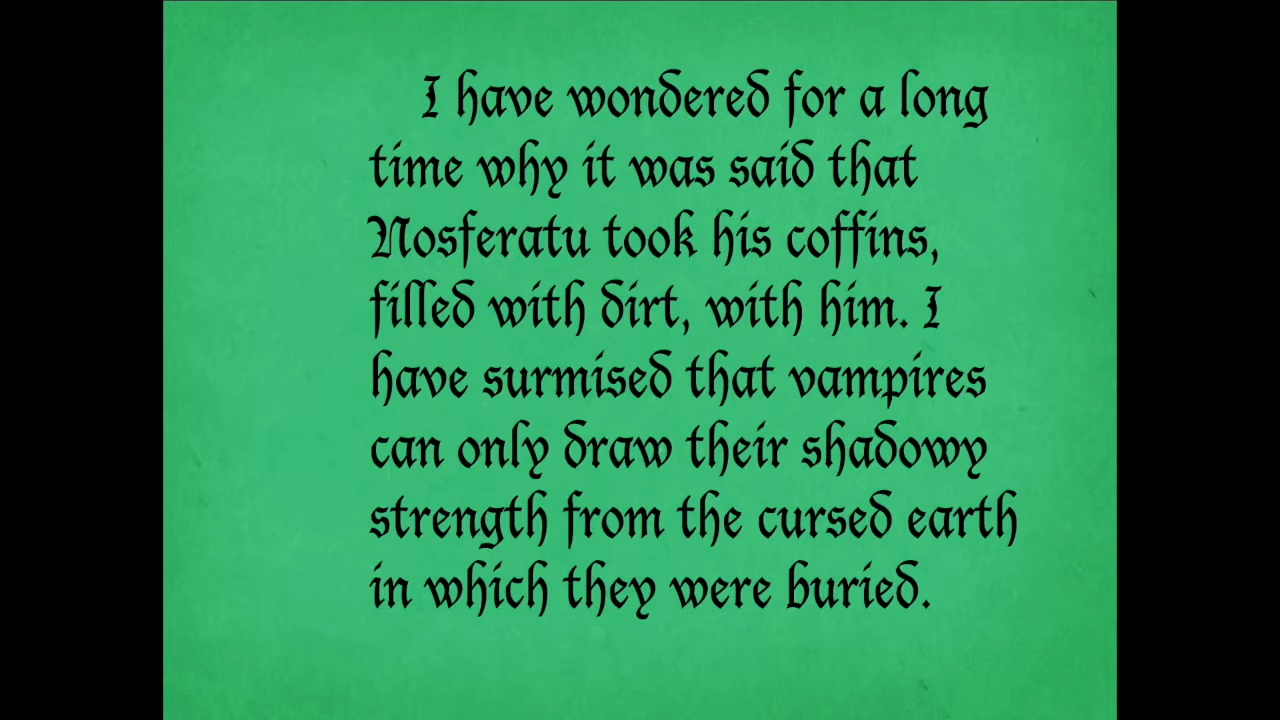 I have wondered for a long
time why it was said that
Nosferatu took his coffins,
filled with dirt, with him. I
have surmised that vampires
can only draw their shadowy
strength from the cursed earth
in which they were buried.